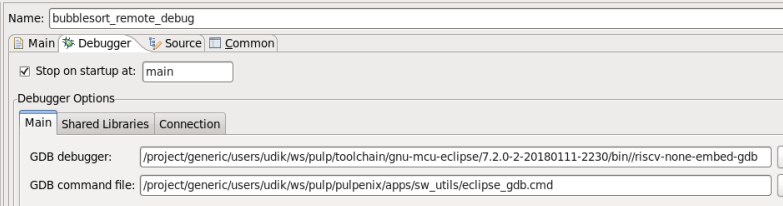 Name: bubblesort_remote_debug
Main Debugger Source Common
Stop on startup at: main
Debugger Options
Main Shared Libraries Connection
GDB debugger: /project/generic/users/udik/ws/pulp/toolchain/gnu-mcu-eclipse/7.2.0-2-20180111-2230/bin//riscv-none-embed-gdb
GDB command file: /project/generic/users/udik/ws/pulp/pulpenix/apps/sw_utils/eclipse_gdb.cmd